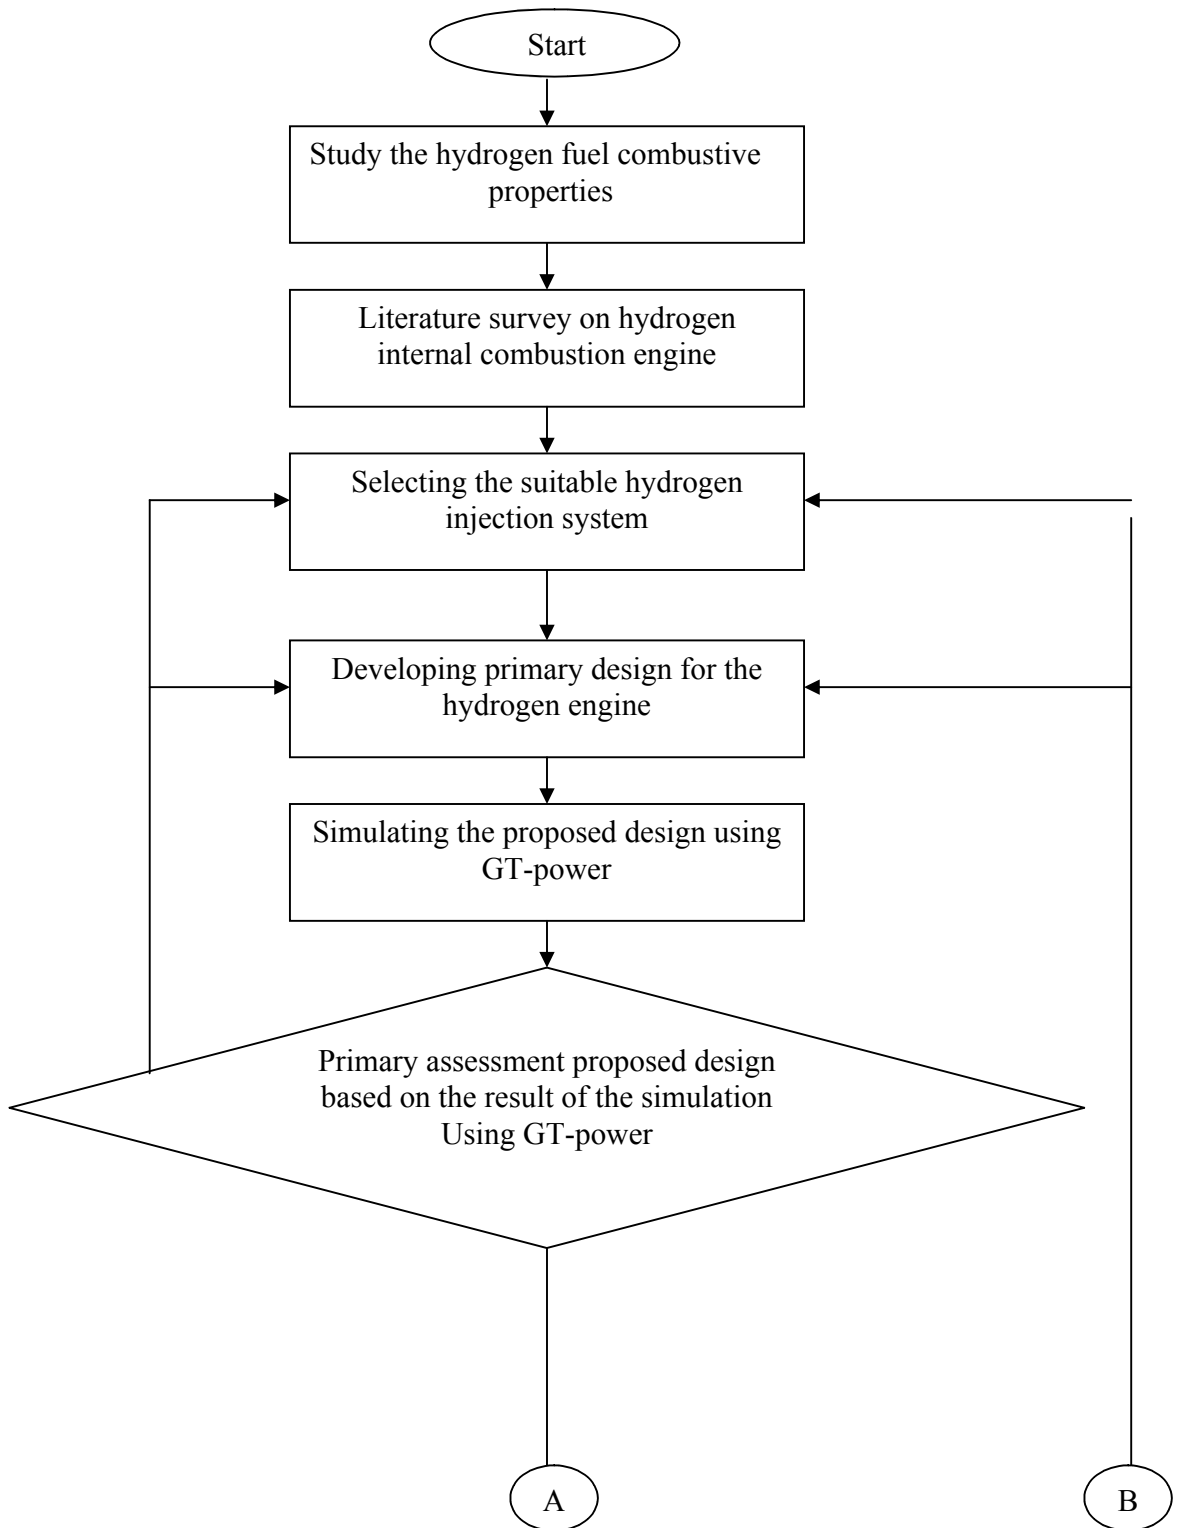 Start
Study the hydrogen fuel combustive
properties
Literature survey on hydrogen
internal combustion engine
Selecting the suitable hydrogen
injection system
Developing primary design for the
hydrogen engine
Simulating the proposed design using
GT-power
Primary assessment proposed design
based on the result of the simulation
Using GT-power
A
B